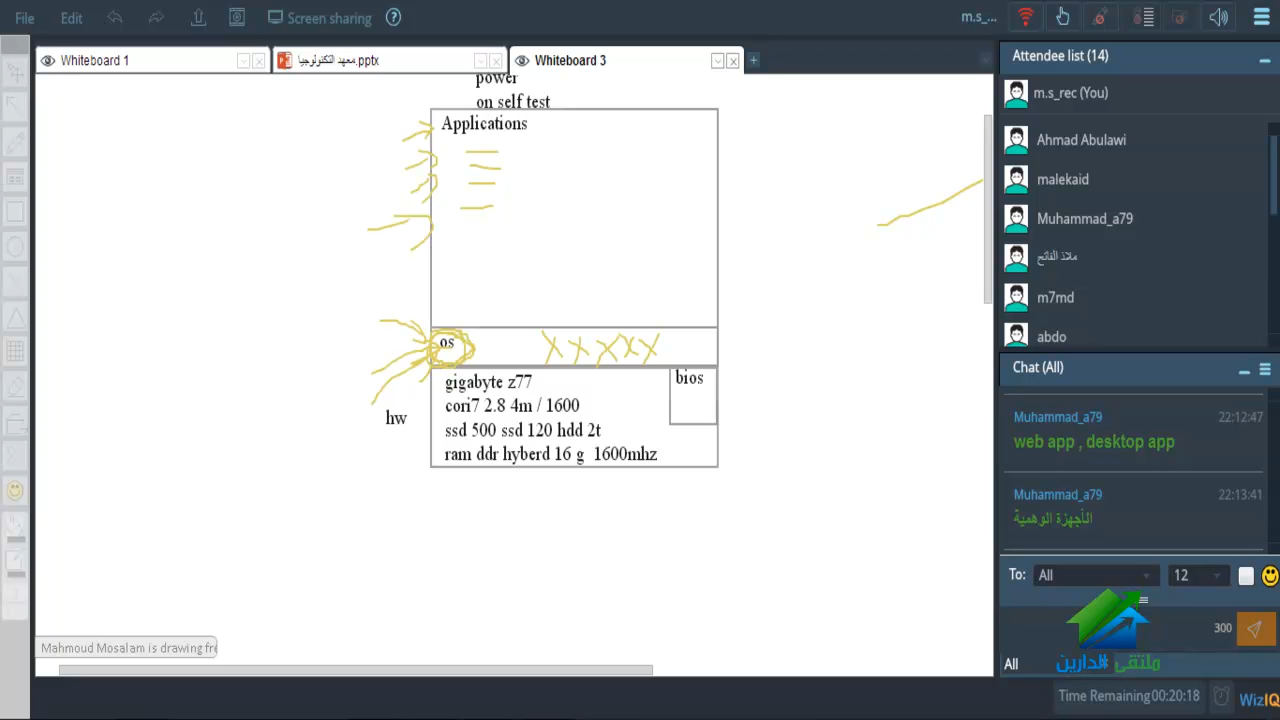 File Edit Screen sharing ? m.s_...
Whiteboard 1
معهد التكنولوجيا.pptx
Whiteboard 3
power
on self test
Applications
os
X X X X X
gigabyte z77
bios
cori7 2.8 4m / 1600
hw
ssd 500 ssd 120 hdd 2t
ram ddr hyberd 16 g 1600mhz
Mahmoud Mosalam is drawing fre
Attendee list (14)
m.s_rec (You)
Ahmad Abulawi
malekaid
Muhammad_a79
ملاذ الفاتح
m7md
abdo
Chat (All)
Muhammad_a79 22:12:47
web app , desktop app
Muhammad_a79 22:13:41
الأجهزة الوهمية
To: All 12
300
All
ملتقى الدارين
Time Remaining 00:20:18
WizIQ